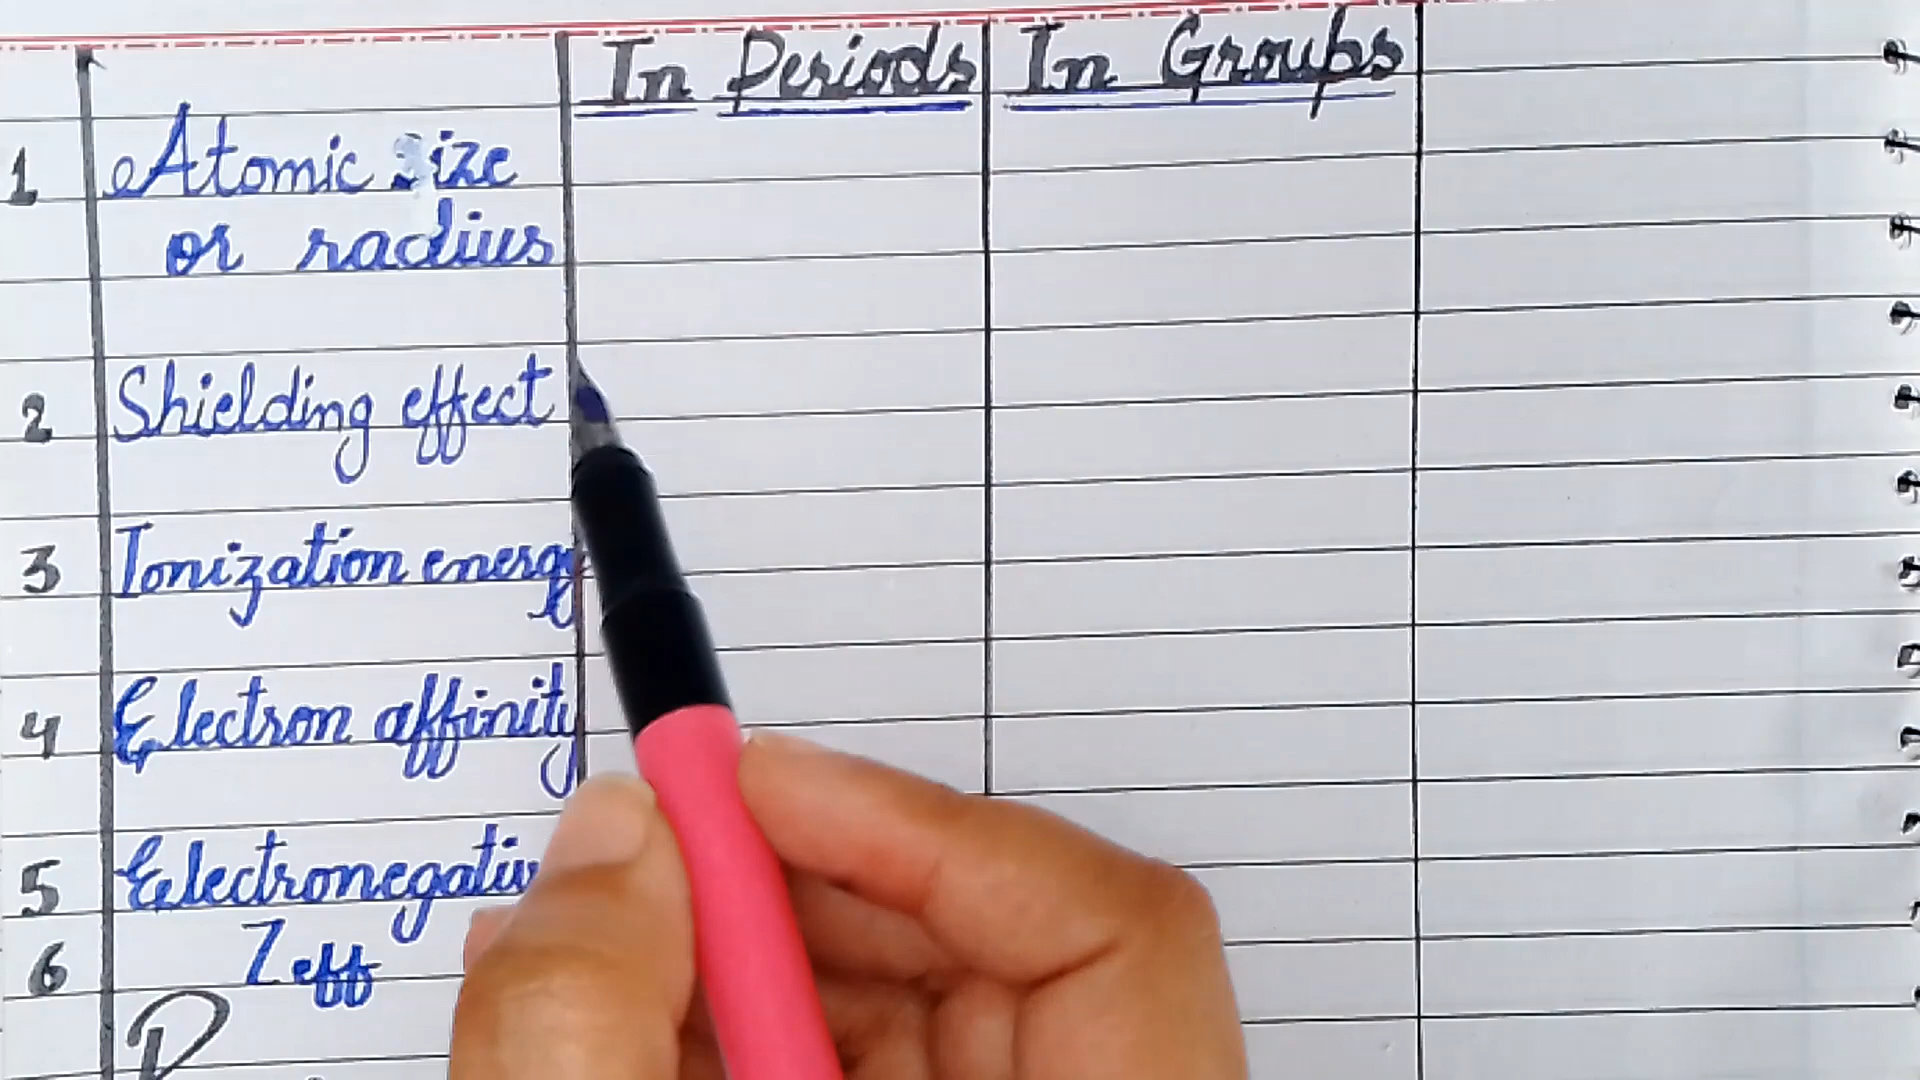 In Periods In Groups
1 Atomic size
or radius
2 Shielding effect
3 Ionization energy
4 Electron affinity
5 Electronegativ
6 Zeff